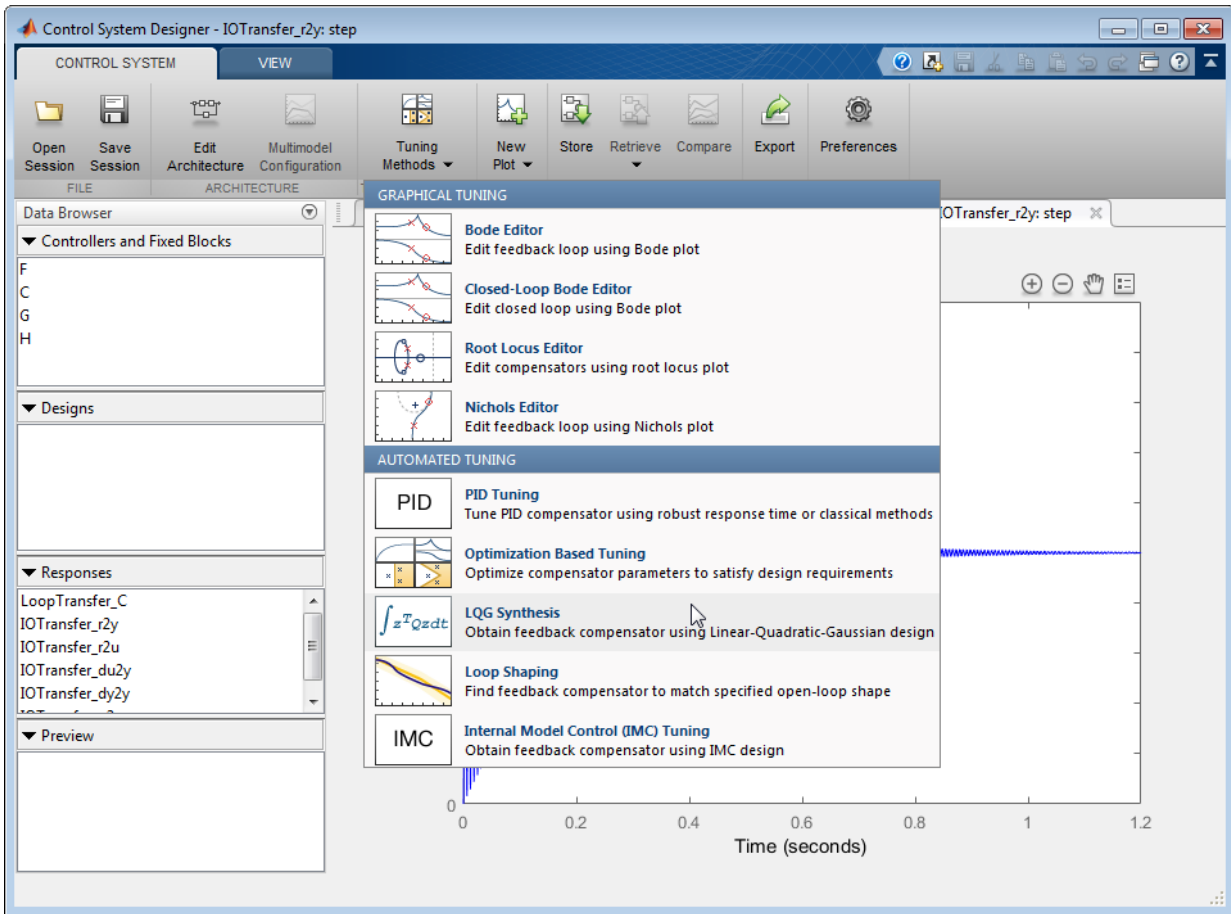 Control System Designer - IOTransfer_r2y: step
CONTROL SYSTEM
VIEW
Open Session
Save Session
Edit Architecture
Multimodel Configuration
Tuning Methods
New Plot
Store
Retrieve
Compare
Export
Preferences
FILE
ARCHITECTURE
Data Browser
IOTransfer_r2y: step
Controllers and Fixed Blocks
F
C
G
H
Designs
Responses
LoopTransfer_C
IOTransfer_r2y
IOTransfer_r2u
IOTransfer_du2y
IOTransfer_dy2y
Preview
GRAPHICAL TUNING
Bode Editor
Edit feedback loop using Bode plot
Closed-Loop Bode Editor
Edit closed loop using Bode plot
Root Locus Editor
Edit compensators using root locus plot
Nichols Editor
Edit feedback loop using Nichols plot
AUTOMATED TUNING
PID
PID Tuning
Tune PID compensator using robust response time or classical methods
Optimization Based Tuning
Optimize compensator parameters to satisfy design requirements
∫zᵀQzdt
LQG Synthesis
Obtain feedback compensator using Linear-Quadratic-Gaussian design
Loop Shaping
Find feedback compensator to match specified open-loop shape
IMC
Internal Model Control (IMC) Tuning
Obtain feedback compensator using IMC design
0
0 0.2 0.4 0.6 0.8 1 1.2
Time (seconds)